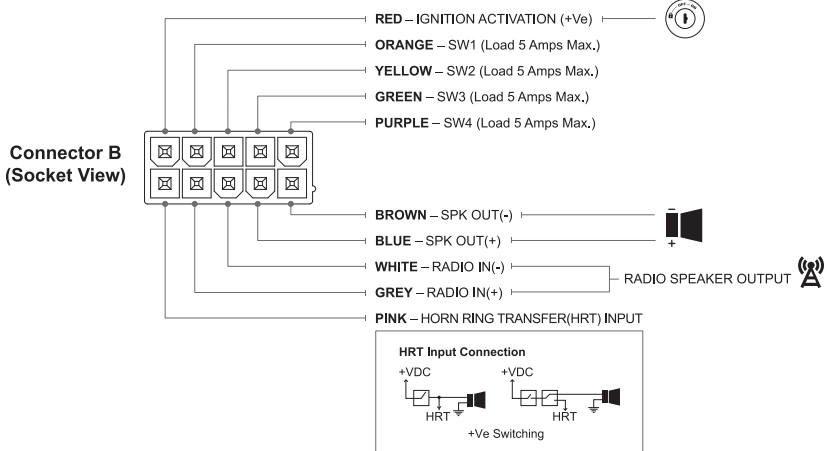 RED – IGNITION ACTIVATION (+Ve)
OFF – ON
ORANGE – SW1 (Load 5 Amps Max.)
YELLOW – SW2 (Load 5 Amps Max.)
GREEN – SW3 (Load 5 Amps Max.)
PURPLE – SW4 (Load 5 Amps Max.)
Connector B
(Socket View)
BROWN – SPK OUT(-)
BLUE – SPK OUT(+)
WHITE – RADIO IN(-)
GREY – RADIO IN(+)
RADIO SPEAKER OUTPUT
PINK – HORN RING TRANSFER(HRT) INPUT
HRT Input Connection
+VDC +VDC
HRT HRT
+Ve Switching